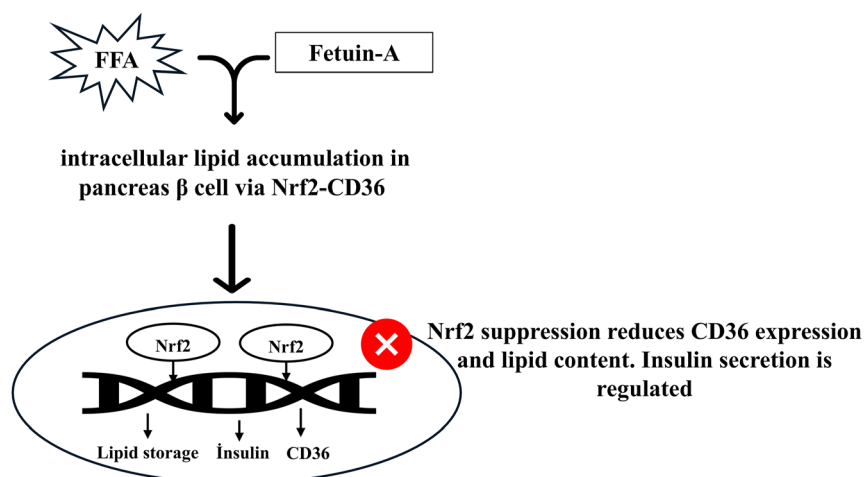 FFA
Fetuin-A
intracellular lipid accumulation in
pancreas β cell via Nrf2-CD36
Nrf2
Nrf2
Nrf2 suppression reduces CD36 expression
and lipid content. Insulin secretion is
regulated
Lipid storage
İnsulin
CD36